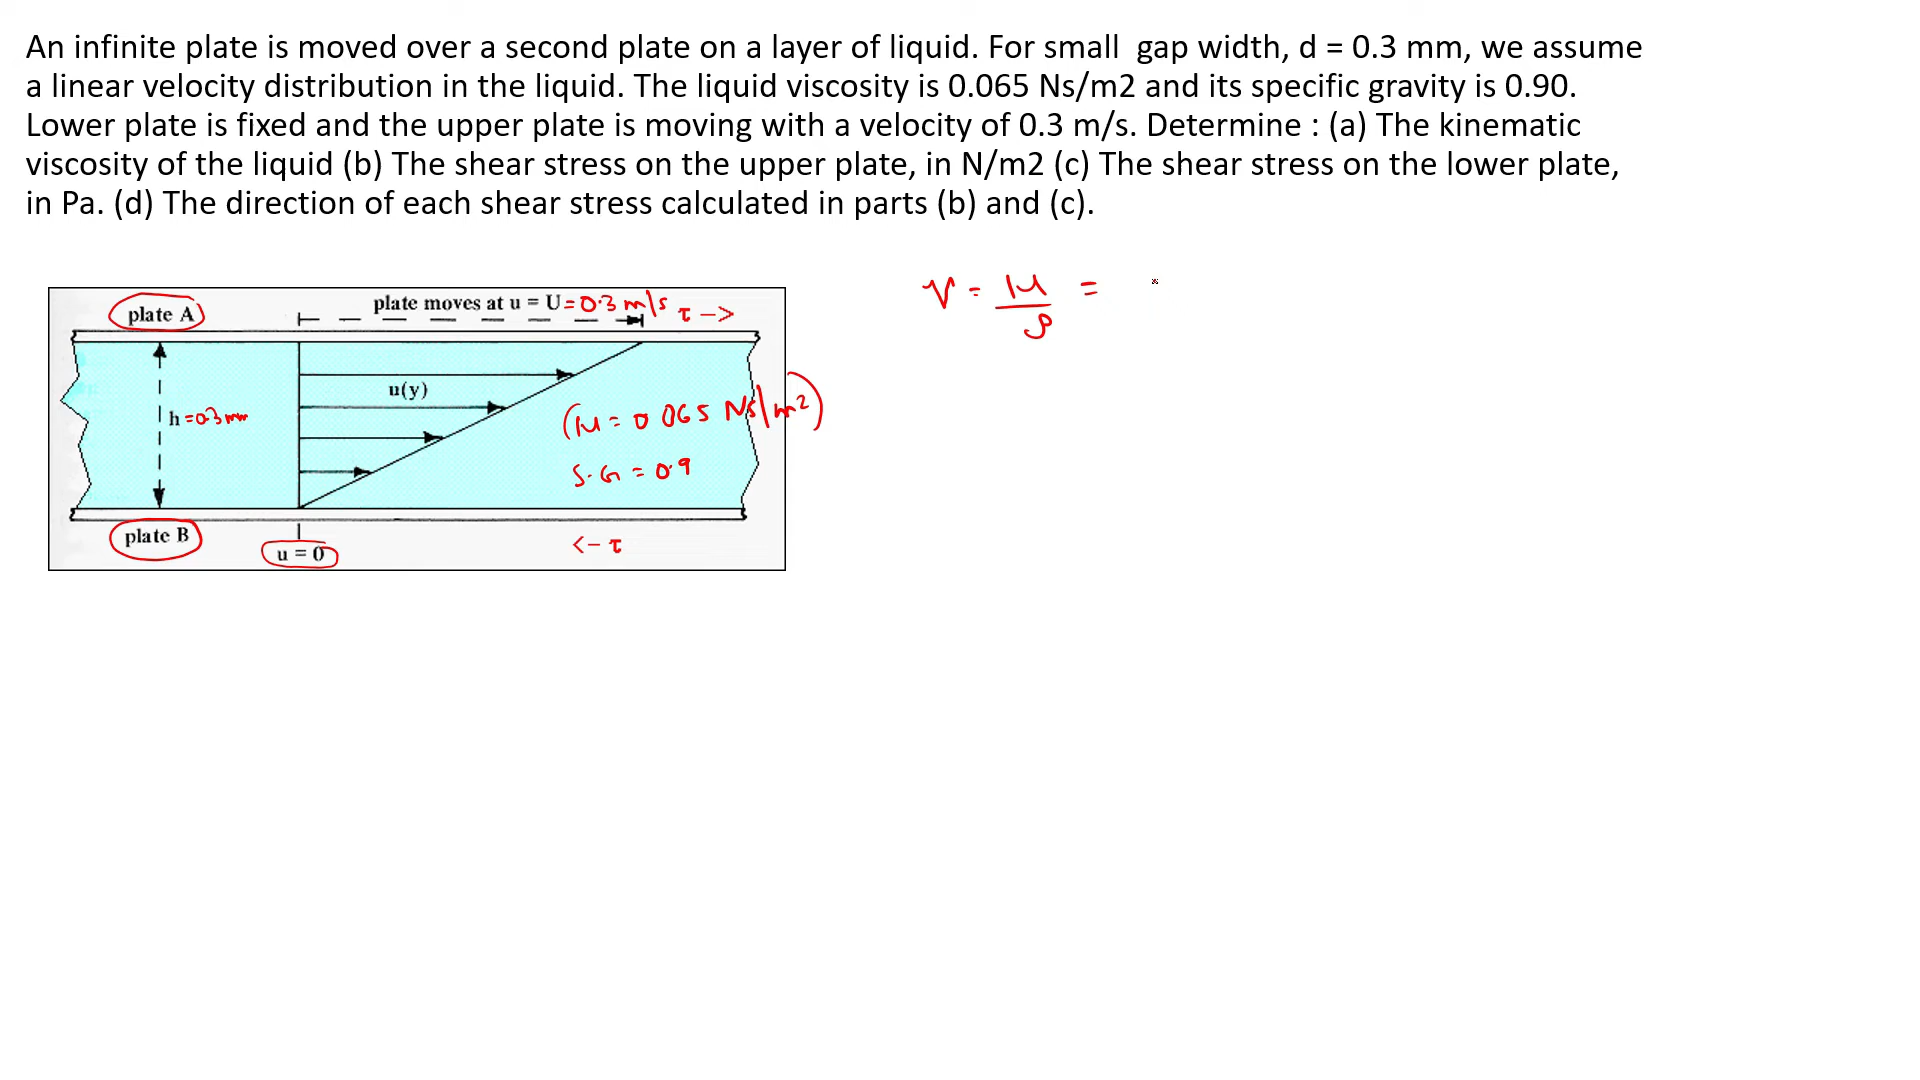 An infinite plate is moved over a second plate on a layer of liquid. For small gap width, d = 0.3 mm, we assume
a linear velocity distribution in the liquid. The liquid viscosity is 0.065 Ns/m2 and its specific gravity is 0.90.
Lower plate is fixed and the upper plate is moving with a velocity of 0.3 m/s. Determine : (a) The kinematic
viscosity of the liquid (b) The shear stress on the upper plate, in N/m2 (c) The shear stress on the lower plate,
in Pa. (d) The direction of each shear stress calculated in parts (b) and (c).
ν = μ/ρ =
plate A
plate moves at u = U = 0.3 m/s τ –>
u(y)
h = 0.3 mm
(μ = 0.065 Ns/m²)
S.G = 0.9
plate B
u = 0
<– τ